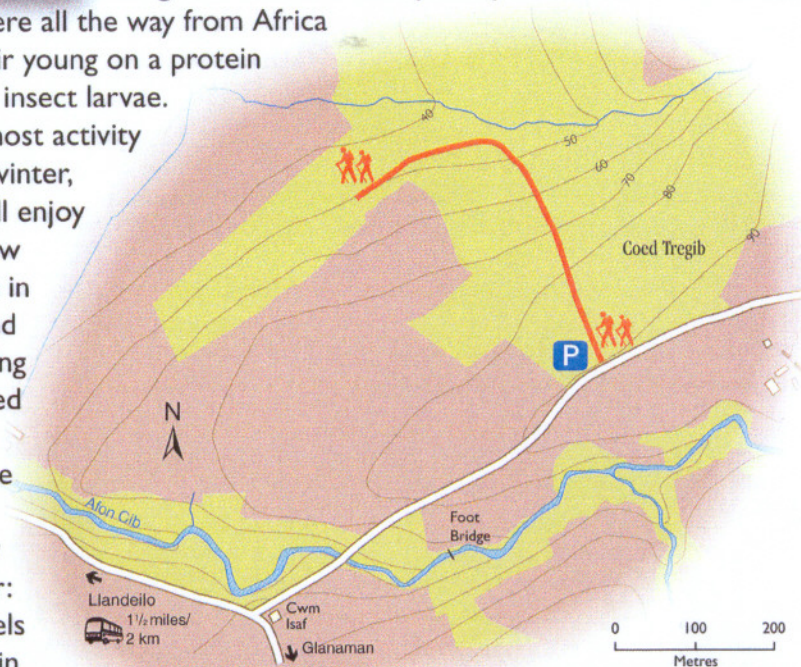 ere all the way from Africa
ir young on a protein
insect larvae.
nost activity
winter,
ll enjoy
w
in
d
ng
ed
e
r:
els
in
40
50
60
70
80
90
Coed Tregib
P
N
Afon Cib
Foot
Bridge
Llandeilo
1½ miles/
2 km
Cwm
Isaf
Glanaman
0 100 200
Metres